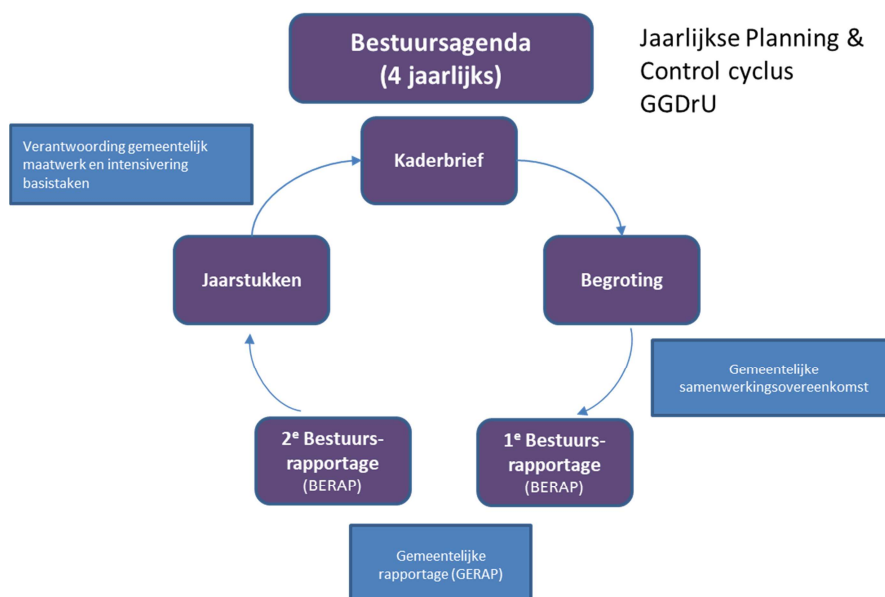 Bestuursagenda
(4 jaarlijks)
Jaarlijkse Planning &
Control cyclus
GGDrU
Verantwoording gemeentelijk
maatwerk en intensivering
basistaken
Kaderbrief
Jaarstukken
Begroting
Gemeentelijke
samenwerkingsovereenkomst
2e Bestuurs-
rapportage
(BERAP)
1e Bestuurs-
rapportage
(BERAP)
Gemeentelijke
rapportage (GERAP)